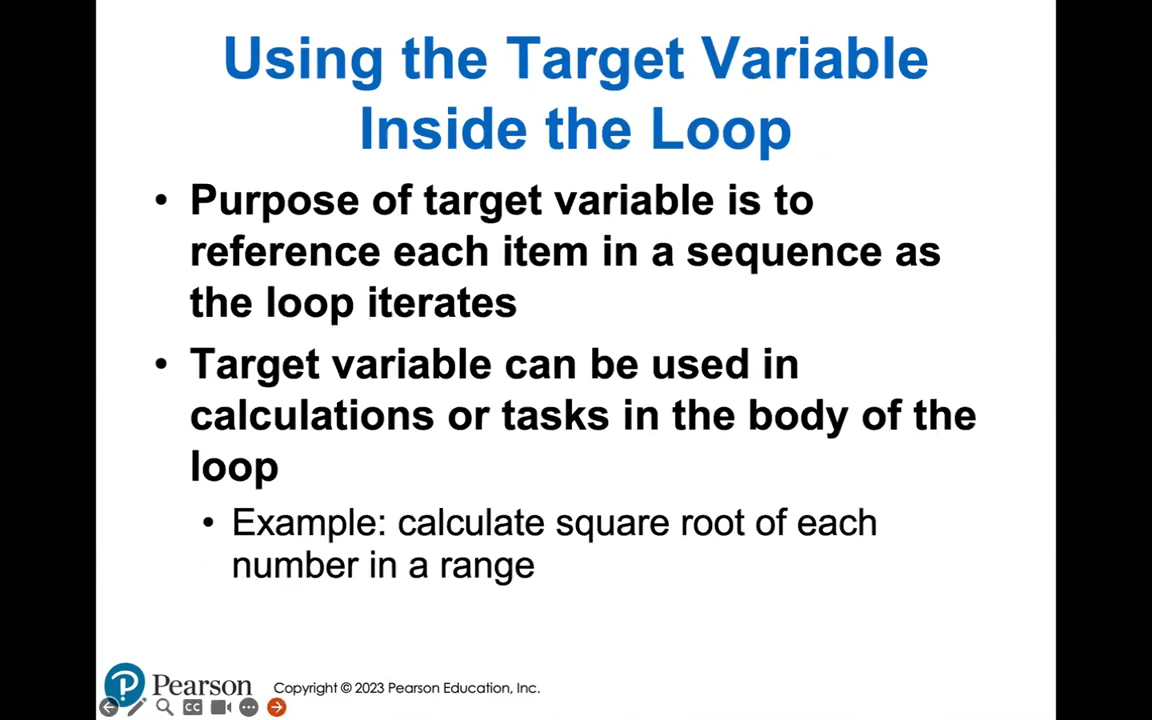 Using the Target Variable
Inside the Loop
• Purpose of target variable is to
reference each item in a sequence as
the loop iterates
• Target variable can be used in
calculations or tasks in the body of the
loop
• Example: calculate square root of each
number in a range
Pearson
Copyright © 2023 Pearson Education, Inc.
CC